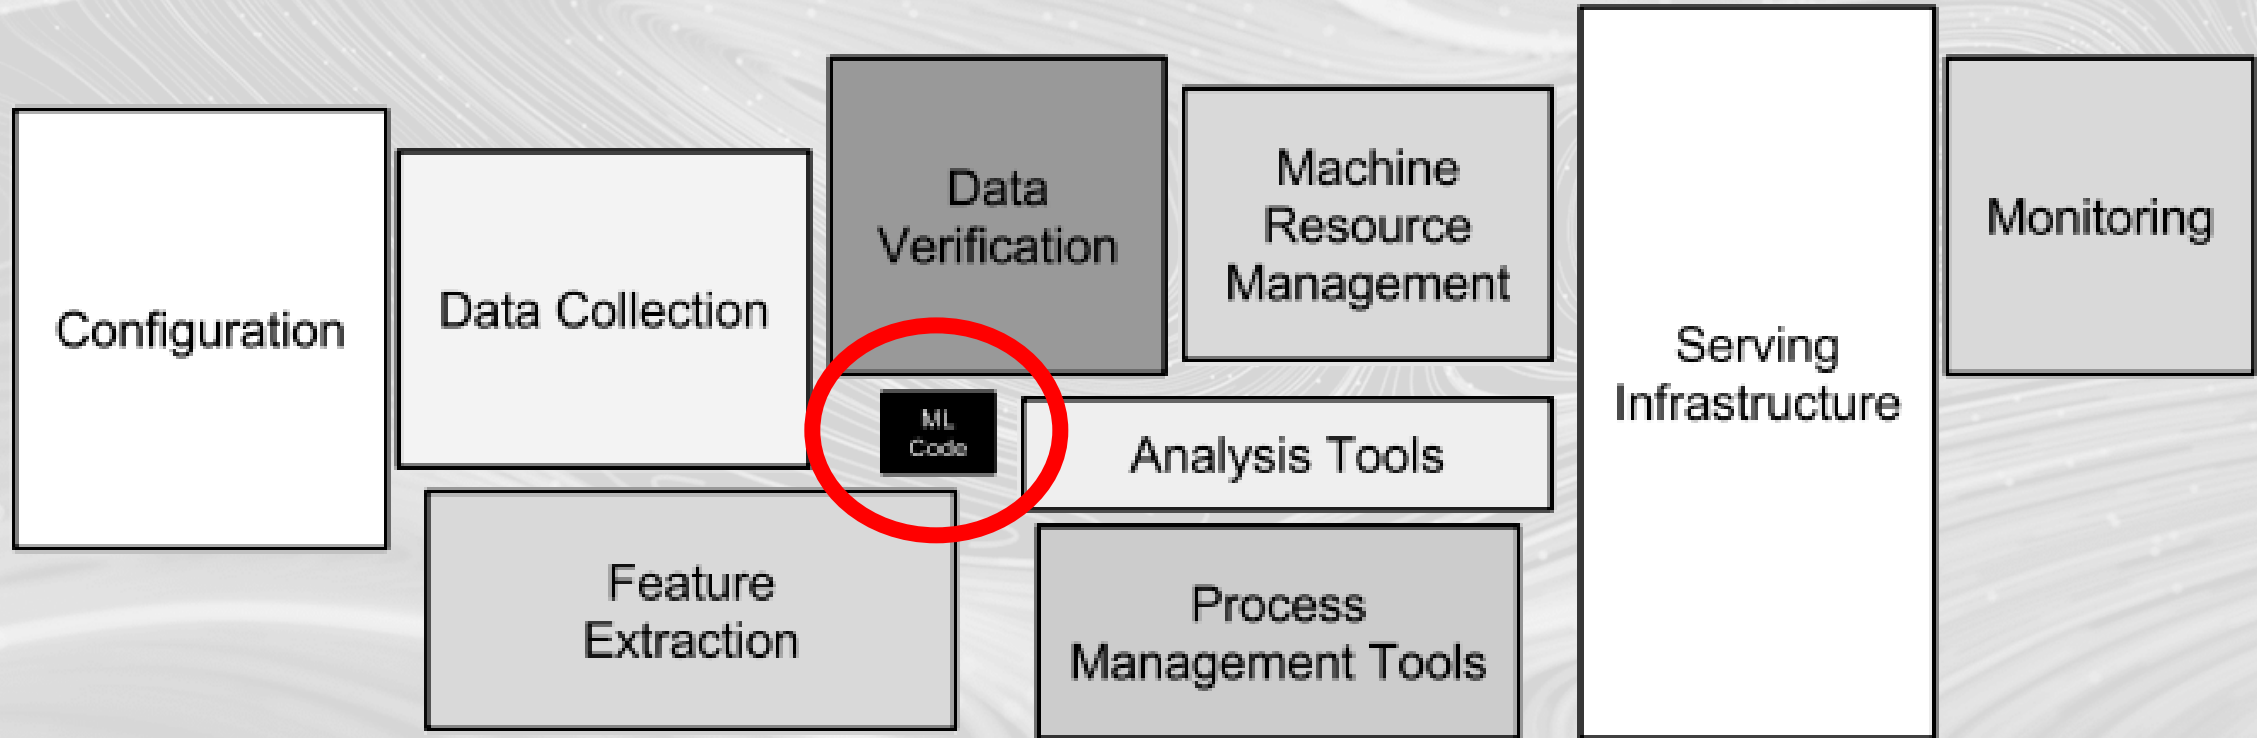 Configuration
Data Collection
Data
Verification
Machine
Resource
Management
Serving
Infrastructure
Monitoring
ML
Code
Analysis Tools
Feature
Extraction
Process
Management Tools